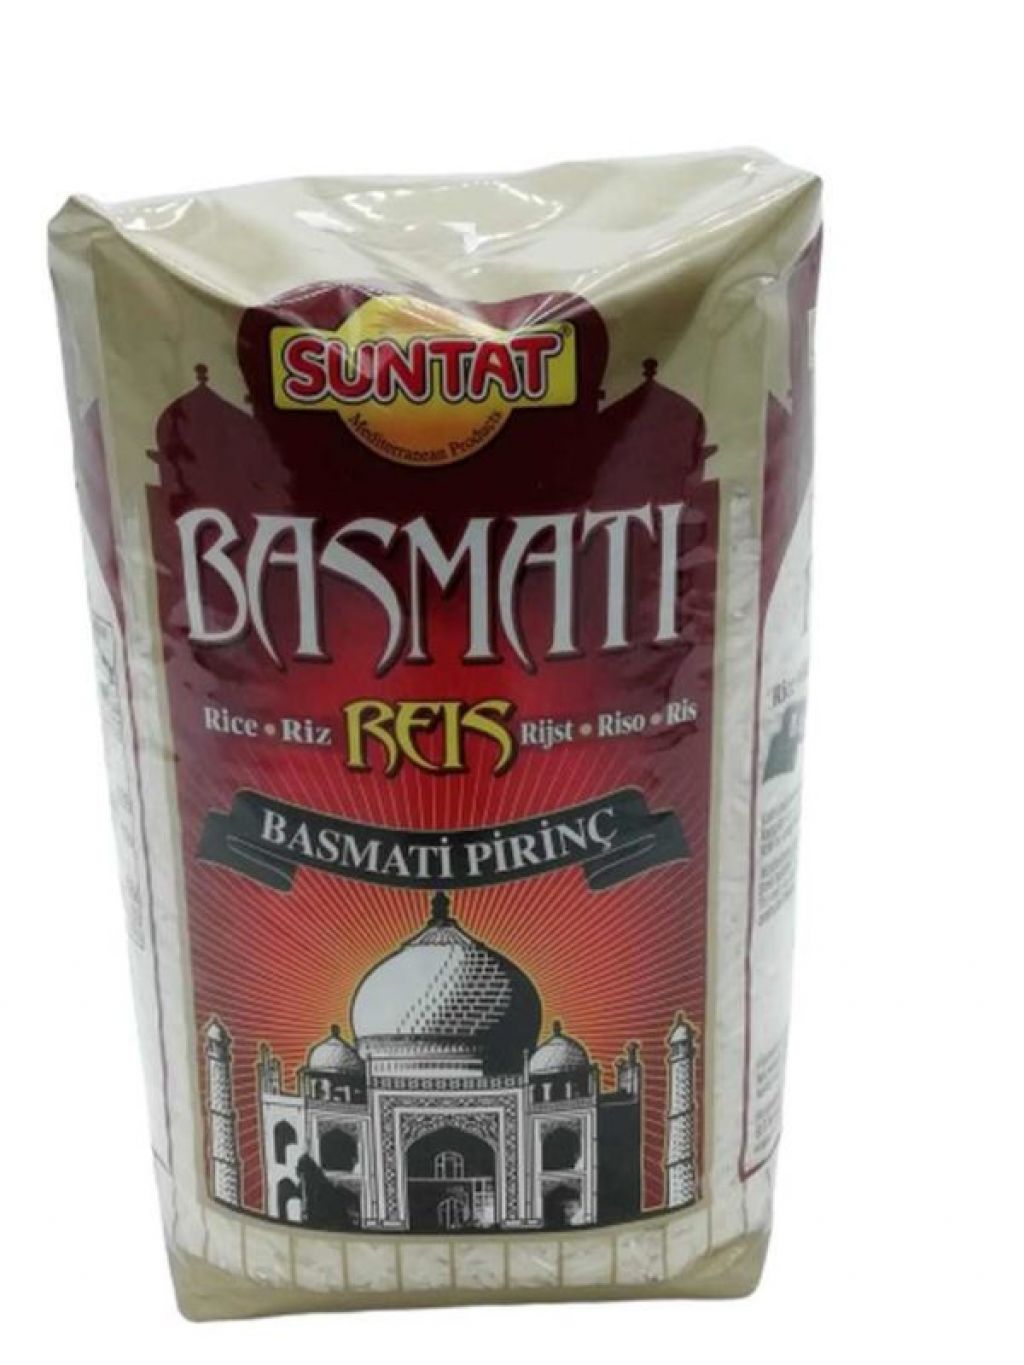 SUNTAT®
Mediterranean Products
BASMATI
Rice • Riz REIS Rijst • Riso • Ris
BASMATİ PİRİNÇ